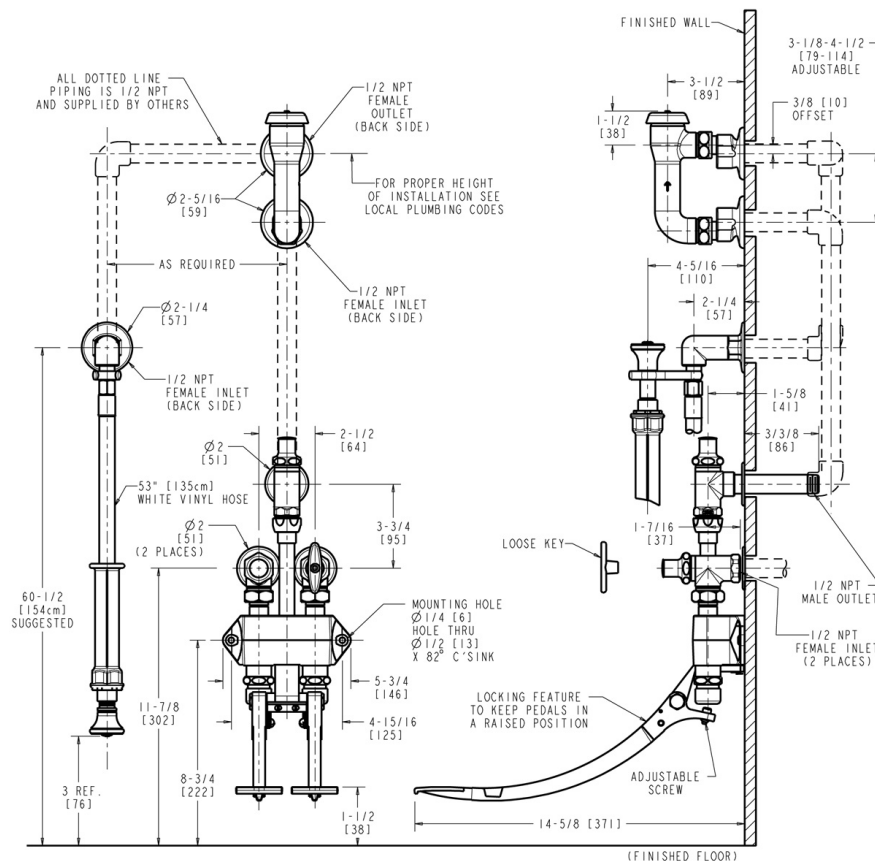 FINISHED WALL
3-1/8-4-1/2
[79-114]
ADJUSTABLE
ALL DOTTED LINE
PIPING IS 1/2 NPT
AND SUPPLIED BY OTHERS
1/2 NPT
FEMALE
OUTLET
(BACK SIDE)
3-1/2
[89]
1-1/2
[38]
3/8 [10]
OFFSET
Ø2-5/16
[59]
FOR PROPER HEIGHT
OF INSTALLATION SEE
LOCAL PLUMBING CODES
AS REQUIRED
4-5/16
[110]
1/2 NPT
FEMALE INLET
(BACK SIDE)
2-1/4
[57]
Ø2-1/4
[57]
1/2 NPT
FEMALE INLET
(BACK SIDE)
1-5/8
[41]
2-1/2
[64]
3/3/8
[86]
Ø2
[51]
53" [135cm]
WHITE VINYL HOSE
3-3/4
[95]
1-7/16
[37]
Ø2
[51]
(2 PLACES)
LOOSE KEY
60-1/2
[154cm]
SUGGESTED
MOUNTING HOLE
Ø1/4 [6]
HOLE THRU
Ø1/2 [13]
X 82° C'SINK
1/2 NPT
MALE OUTLET
1/2 NPT
FEMALE INLET
(2 PLACES)
5-3/4
[146]
11-7/8
[302]
LOCKING FEATURE
TO KEEP PEDALS IN
A RAISED POSITION
4-15/16
[125]
8-3/4
[222]
3 REF.
[76]
ADJUSTABLE
SCREW
1-1/2
[38]
14-5/8 [371]
(FINISHED FLOOR)